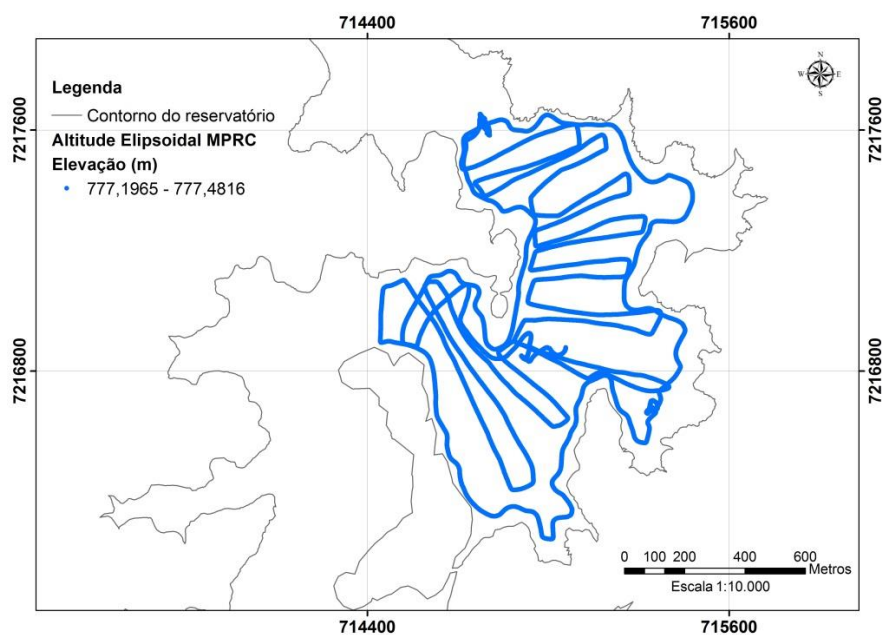 714400
715600
N
W E
S
Legenda
Contorno do reservatório
Altitude Elipsoidal MPRC
Elevação (m)
777,1965 - 777,4816
7217600
7217600
7216800
7216800
0 100 200 400 600
Metros
Escala 1:10.000
714400
715600